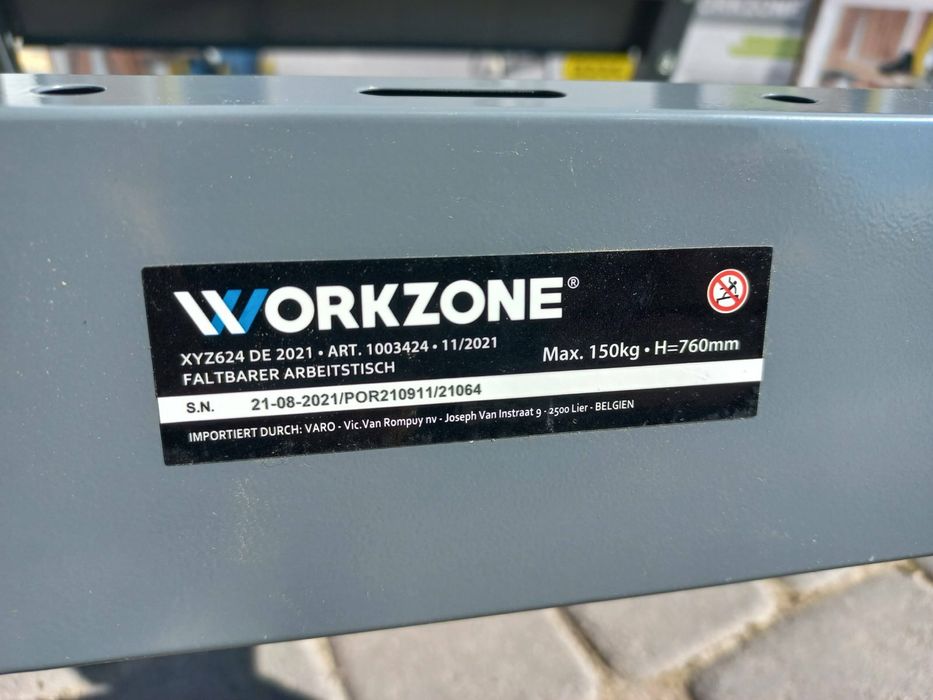 WORKZONE®
XYZ624 DE 2021 • ART. 1003424 • 11/2021
FALTBARER ARBEITSTISCH
Max. 150kg • H=760mm
S.N. 21-08-2021/POR210911/21064
IMPORTIERT DURCH: VARO - Vic.Van Rompuy nv - Joseph Van Instraat 9 - 2500 Lier - BELGIEN